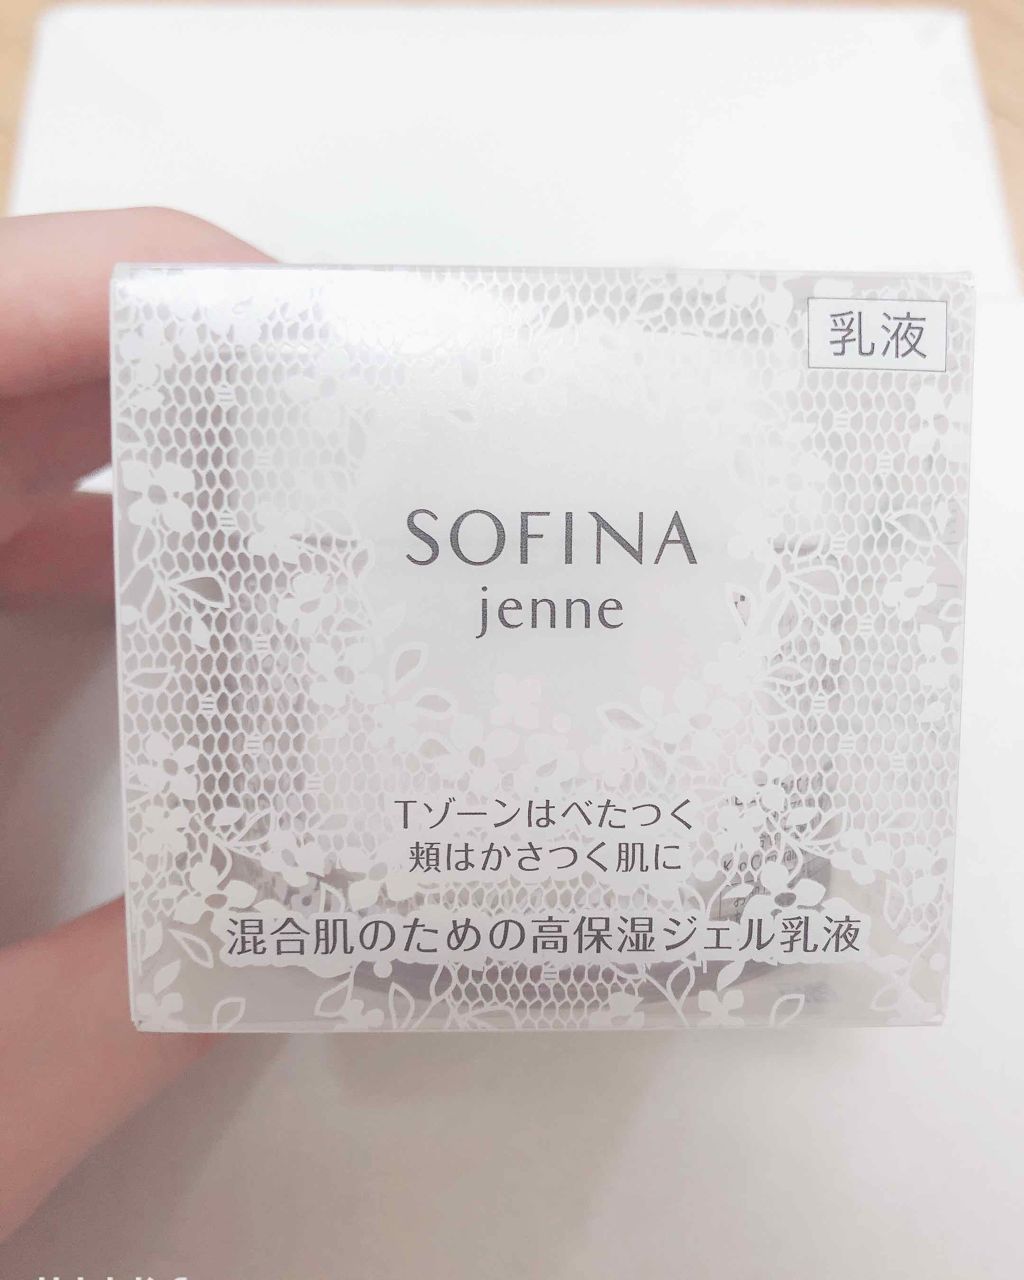 乳液
SOFINA
jenne
Tゾーンはべたつく
頬はかさつく肌に
混合肌のための高保湿ジェル乳液